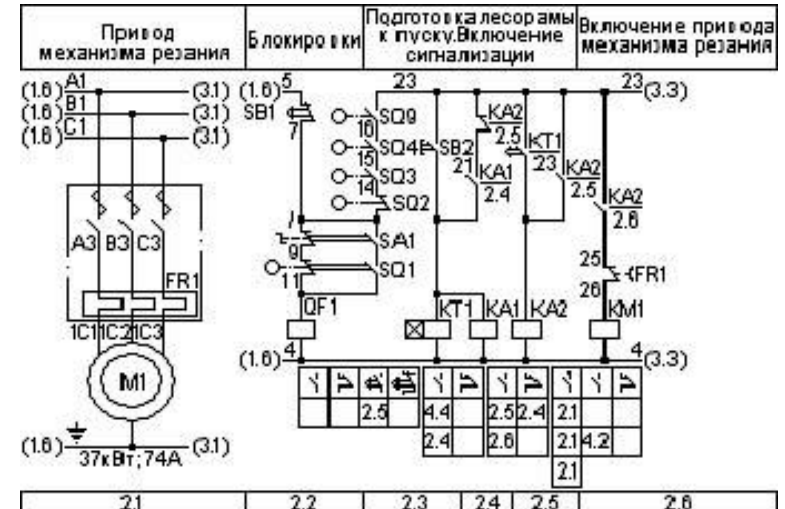 Привод
механизма резания
Блокировки
Подготовка лесорамы
к пуску.Включение
сигнализации
Включение привода
механизма резания
(1.6) A1 (3.1)
(1.6) B1 (3.1)
(1.6) C1 (3.1)
(1.6) 5
23
23 (3.3)
SB1
7
SQ9
16
SQ4
15
SQ3
14
SQ2
SB2
KA2
2.5
21
KA1
2.4
KT1
23
KA2
2.5
KA2
2.6
A3 B3 C3
7
SA1
9
SQ1
11
25
FR1
26
FR1
QF1
KT1 KA1 KA2 KM1
1C1 1C2 1C3
M1
(1.6) 4
4 (3.3)
2.5 4.4 2.5 2.4 2.1
2.4 2.6 2.1 4.2
2.1
(1.6) (3.1)
37кВт;74А
2.1 2.2 2.3 2.4 2.5 2.6